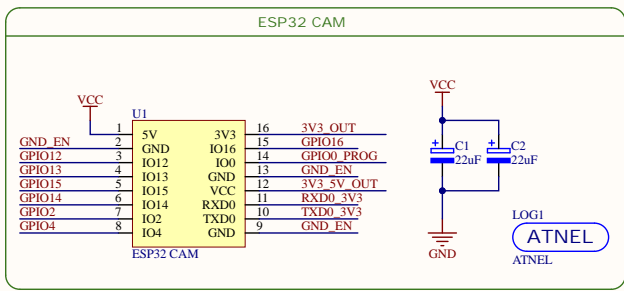 ESP32 CAM
VCC
U1
1 5V 3V3 16 3V3_OUT
GND_EN 2 GND IO16 15 GPIO16
GPIO12 3 IO12 IO0 14 GPIO0_PROG
GPIO13 4 IO13 GND 13 GND_EN
GPIO15 5 IO15 VCC 12 3V3_5V_OUT
GPIO14 6 IO14 RXD0 11 RXD0_3V3
GPIO2 7 IO2 TXD0 10 TXD0_3V3
GPIO4 8 IO4 GND 9 GND_EN
ESP32 CAM
VCC
+ C1 + C2
22uF 22uF
GND
LOG1
ATNEL
ATNEL